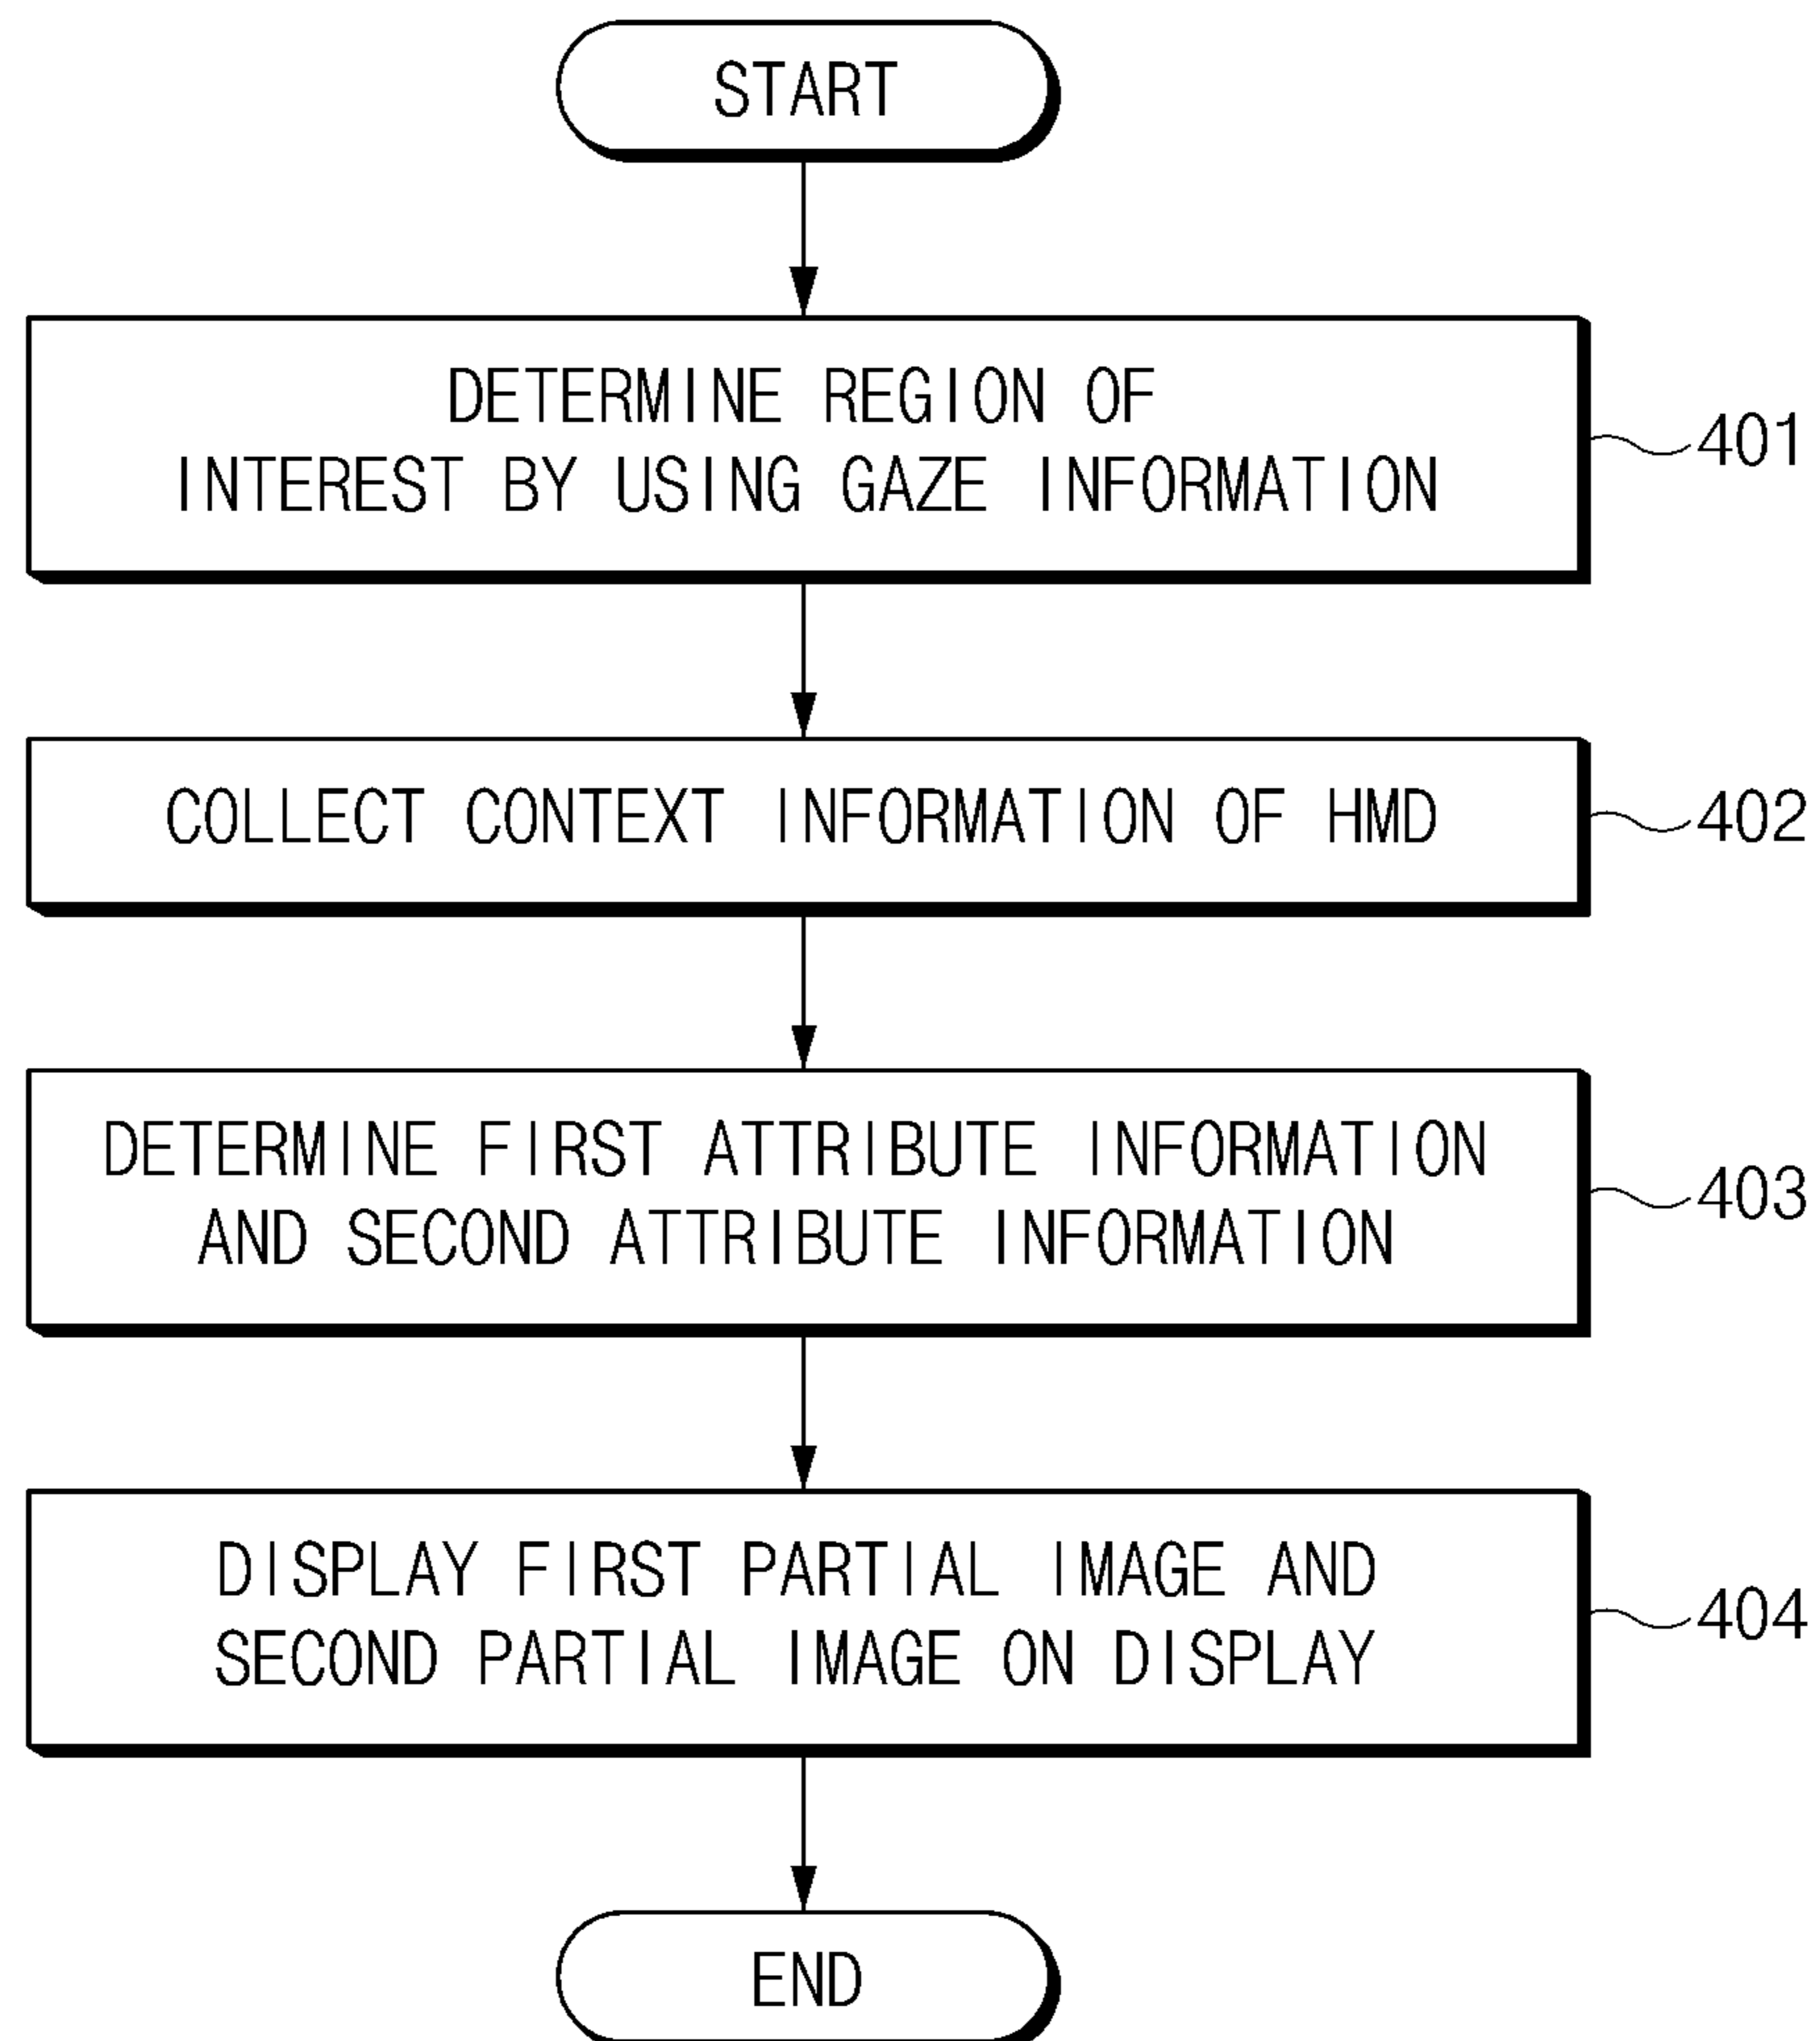 START
DETERMINE REGION OF
INTEREST BY USING GAZE INFORMATION
401
COLLECT CONTEXT INFORMATION OF HMD
402
DETERMINE FIRST ATTRIBUTE INFORMATION
AND SECOND ATTRIBUTE INFORMATION
403
DISPLAY FIRST PARTIAL IMAGE AND
SECOND PARTIAL IMAGE ON DISPLAY
404
END